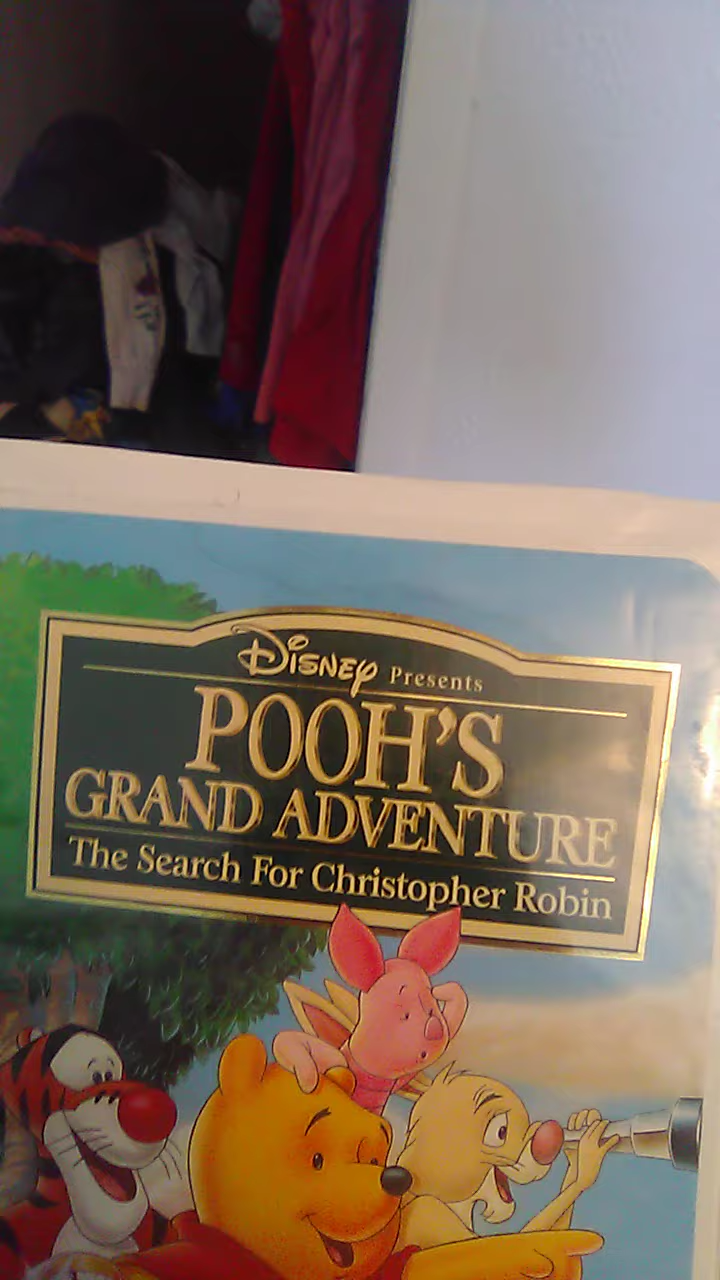 Disney Presents
POOH'S
GRAND ADVENTURE
The Search For Christopher Robin